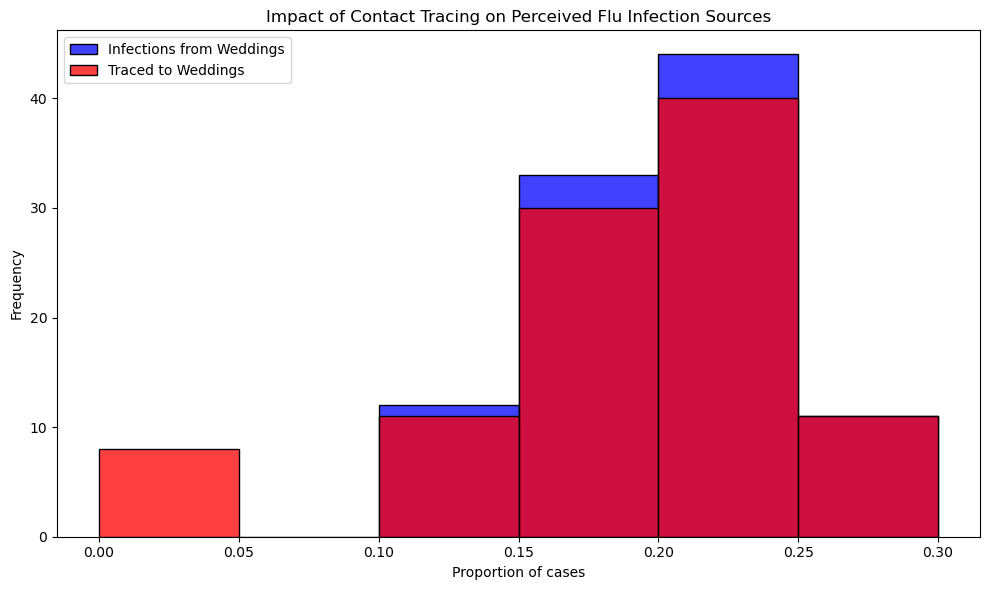 Impact of Contact Tracing on Perceived Flu Infection Sources
Infections from Weddings
Traced to Weddings
Frequency
40
30
20
10
0
0.00 0.05 0.10 0.15 0.20 0.25 0.30
Proportion of cases